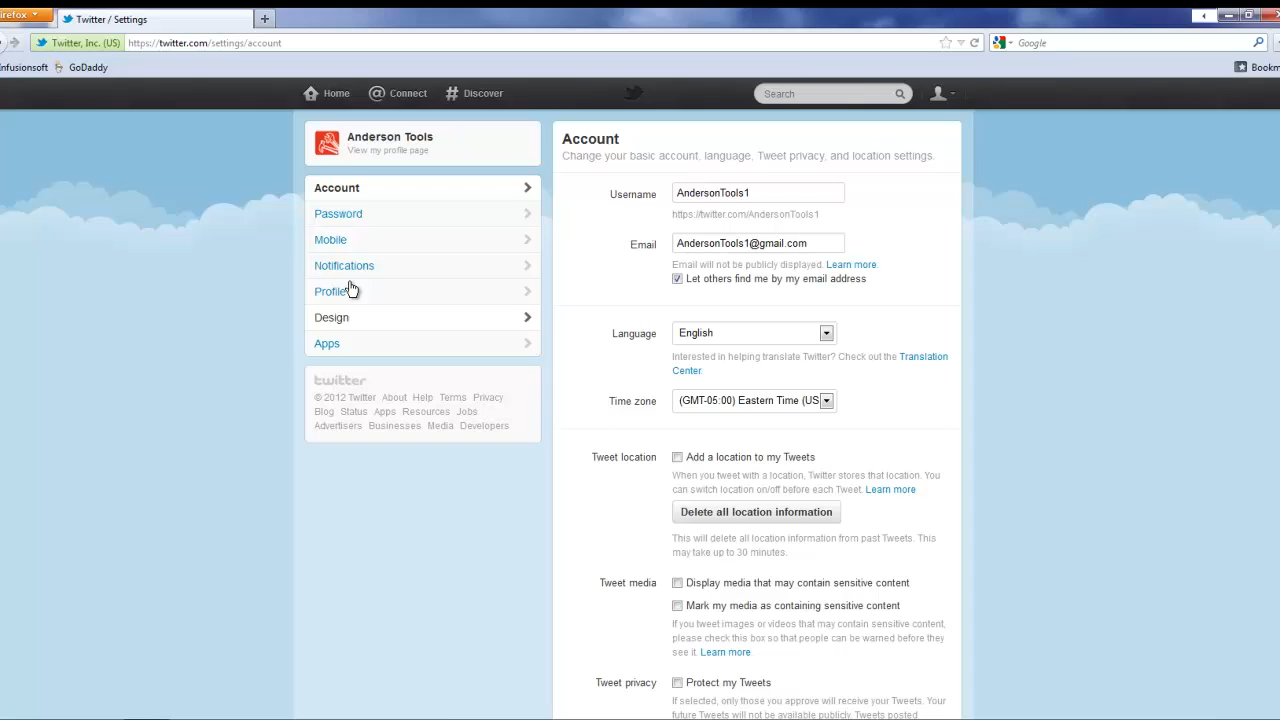 irefox
Twitter / Settings
Twitter, Inc. (US)
https://twitter.com/settings/account
Google
nfusionsoft
GoDaddy
Bookm
Home
Connect
Discover
Search
Anderson Tools
View my profile page
Account
Password
Mobile
Notifications
Profile
Design
Apps
twitter
© 2012 Twitter About Help Terms Privacy
Blog Status Apps Resources Jobs
Advertisers Businesses Media Developers
Account
Change your basic account, language, Tweet privacy, and location settings.
Username
AndersonTools1
https://twitter.com/AndersonTools1
Email
AndersonTools1@gmail.com
Email will not be publicly displayed. Learn more.
Let others find me by my email address
Language
English
Interested in helping translate Twitter? Check out the Translation
Center.
Time zone
(GMT-05:00) Eastern Time (US
Tweet location
Add a location to my Tweets
When you tweet with a location, Twitter stores that location. You
can switch location on/off before each Tweet. Learn more
Delete all location information
This will delete all location information from past Tweets. This
may take up to 30 minutes.
Tweet media
Display media that may contain sensitive content
Mark my media as containing sensitive content
If you tweet images or videos that may contain sensitive content,
please check this box so that people can be warned before they
see it. Learn more
Tweet privacy
Protect my Tweets
If selected, only those you approve will receive your Tweets. Your
future Tweets will not be available publicly. Tweets posted